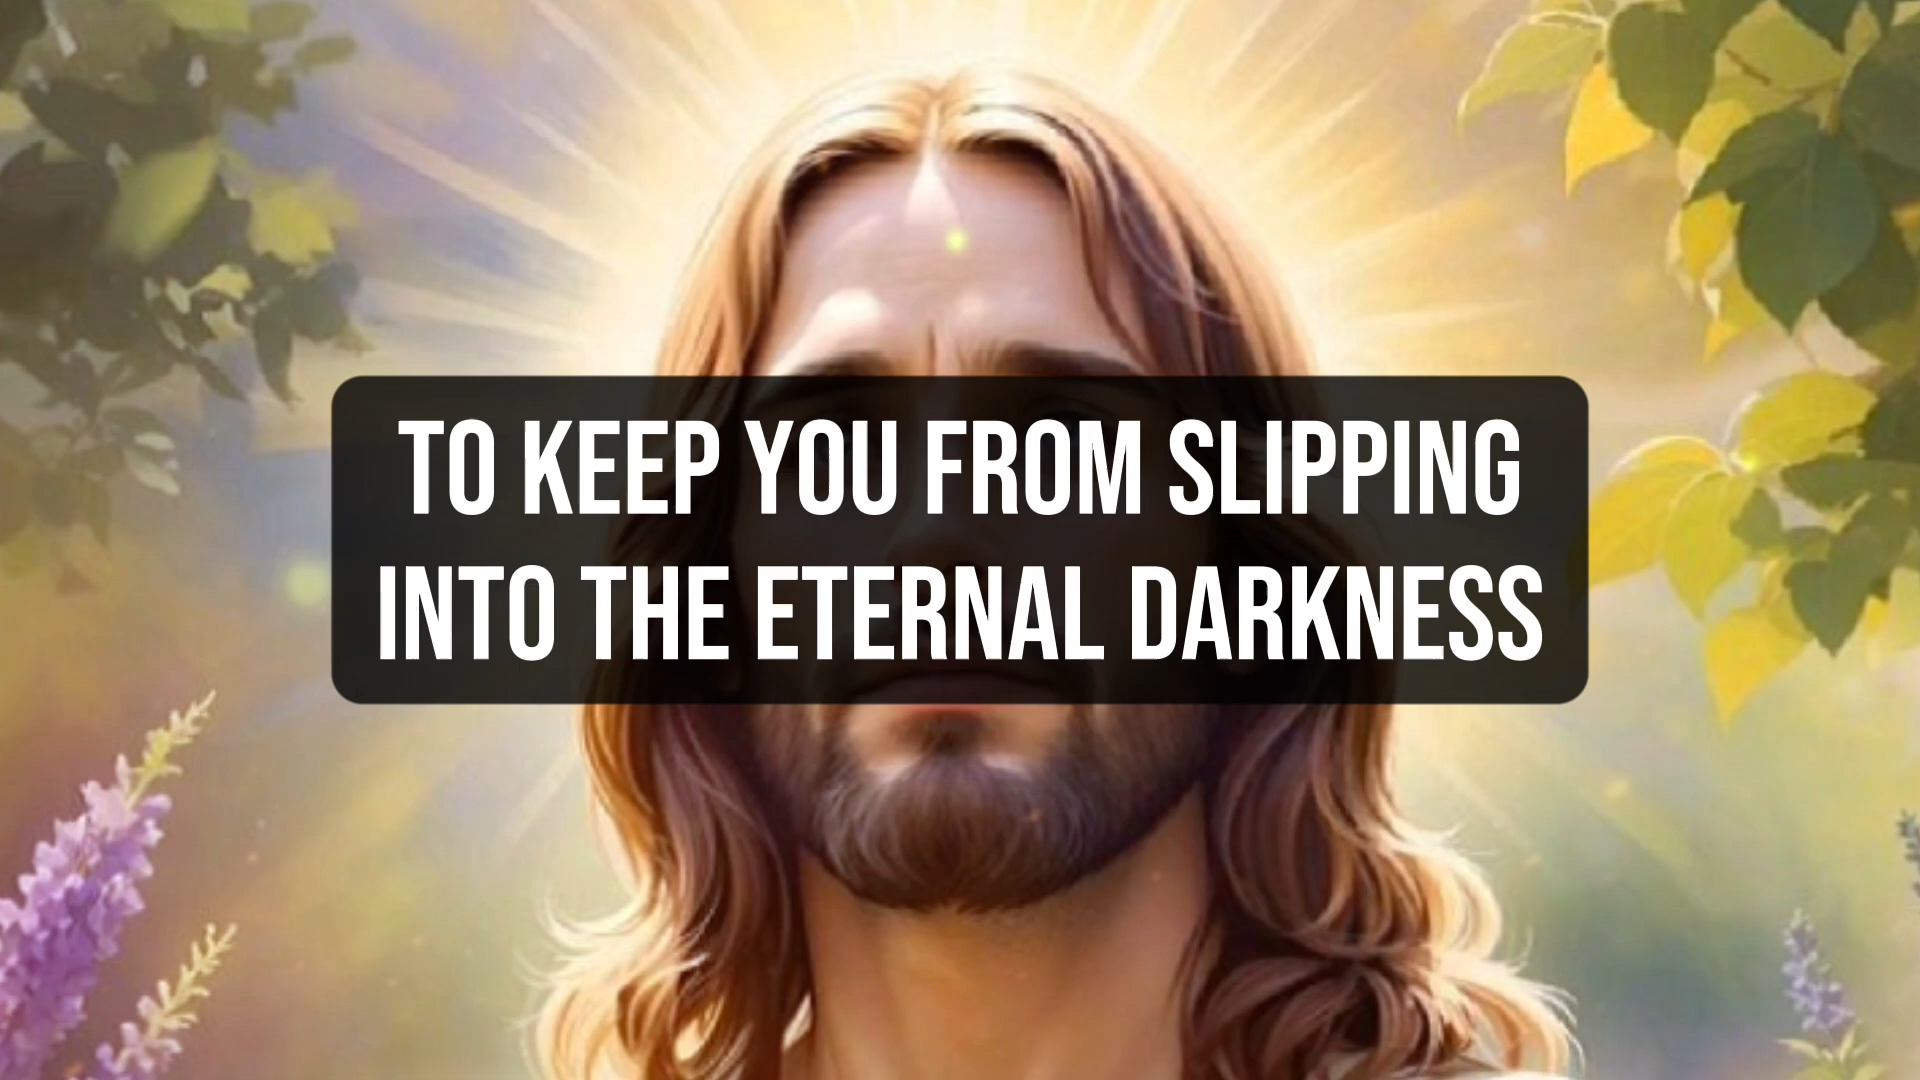 TO KEEP YOU FROM SLIPPING
INTO THE ETERNAL DARKNESS